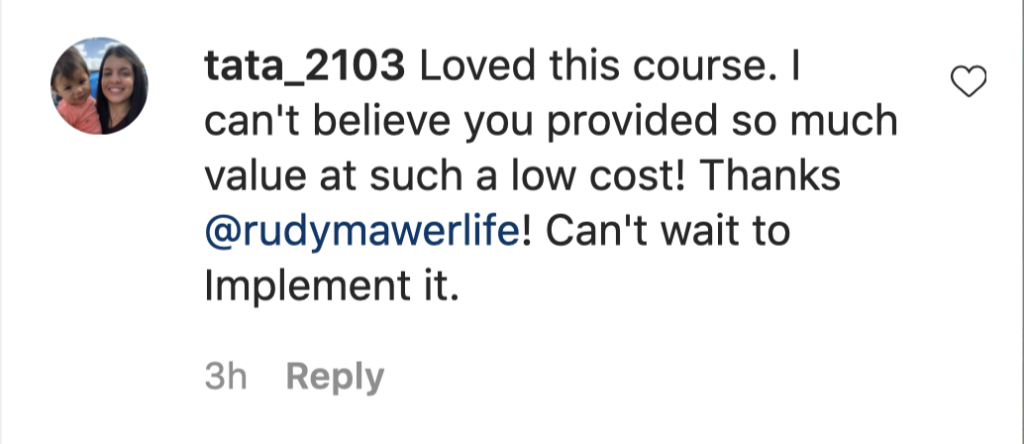 tata_2103 Loved this course. I
can't believe you provided so much
value at such a low cost! Thanks
@rudymawerlife! Can't wait to
Implement it.
3h Reply